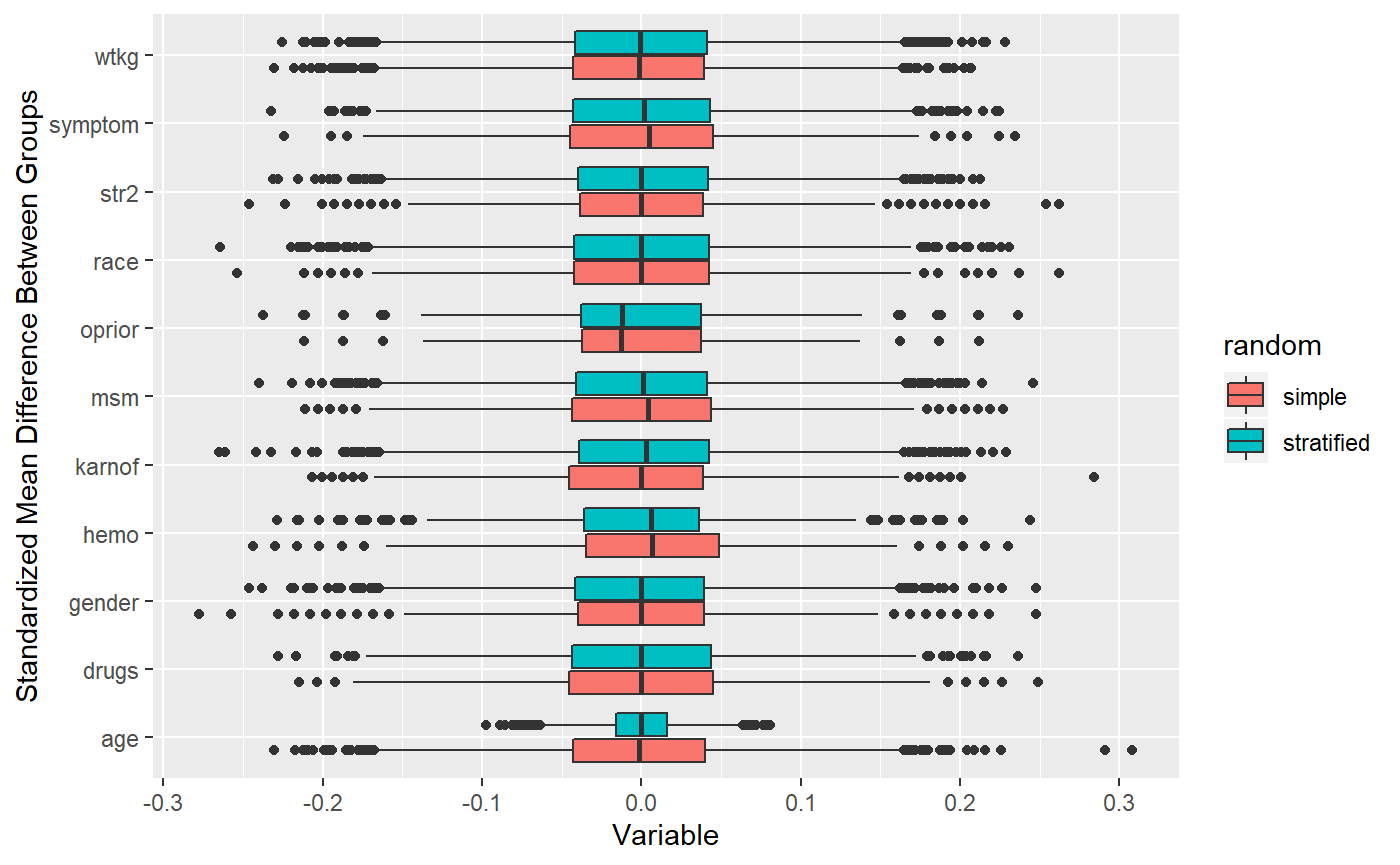 Standardized Mean Difference Between Groups
wtkg
symptom
str2
race
oprior
msm
karnof
hemo
gender
drugs
age
-0.3 -0.2 -0.1 0.0 0.1 0.2 0.3
Variable
random
simple
stratified